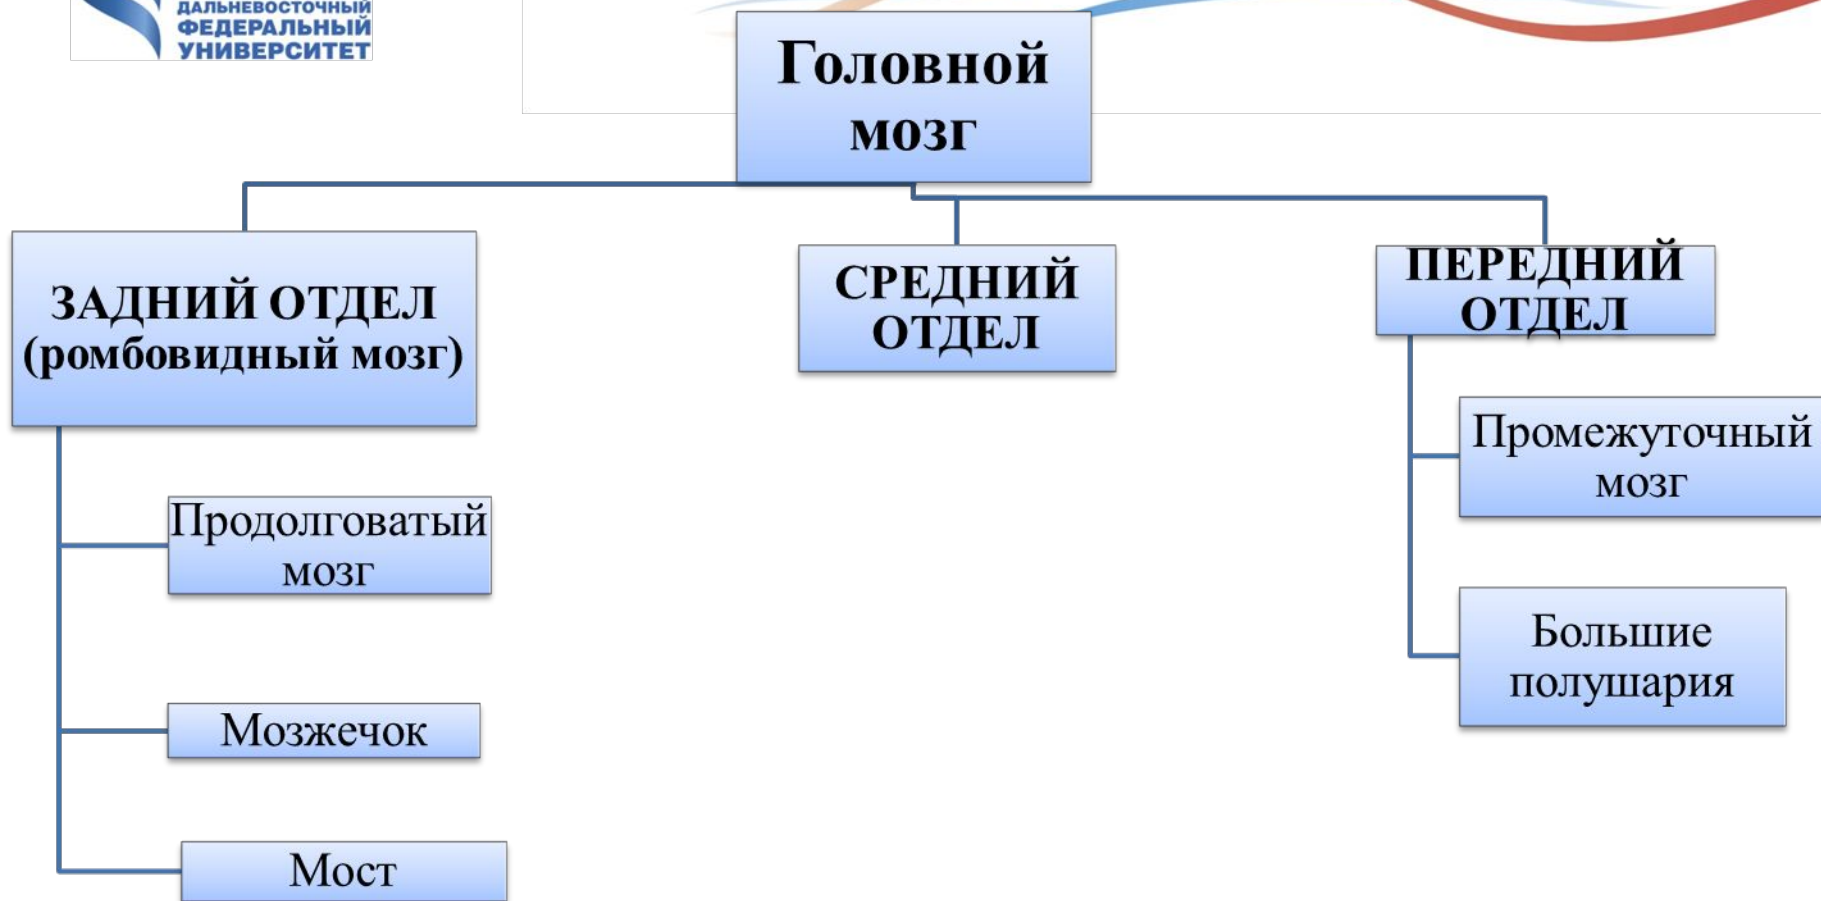 ДАЛЬНЕВОСТОЧНЫЙ
ФЕДЕРАЛЬНЫЙ
УНИВЕРСИТЕТ
Головной
мозг
ЗАДНИЙ ОТДЕЛ
(ромбовидный мозг)
Продолговатый
мозг
Мозжечок
Мост
СРЕДНИЙ
ОТДЕЛ
ПЕРЕДНИЙ
ОТДЕЛ
Промежуточный
мозг
Большие
полушария